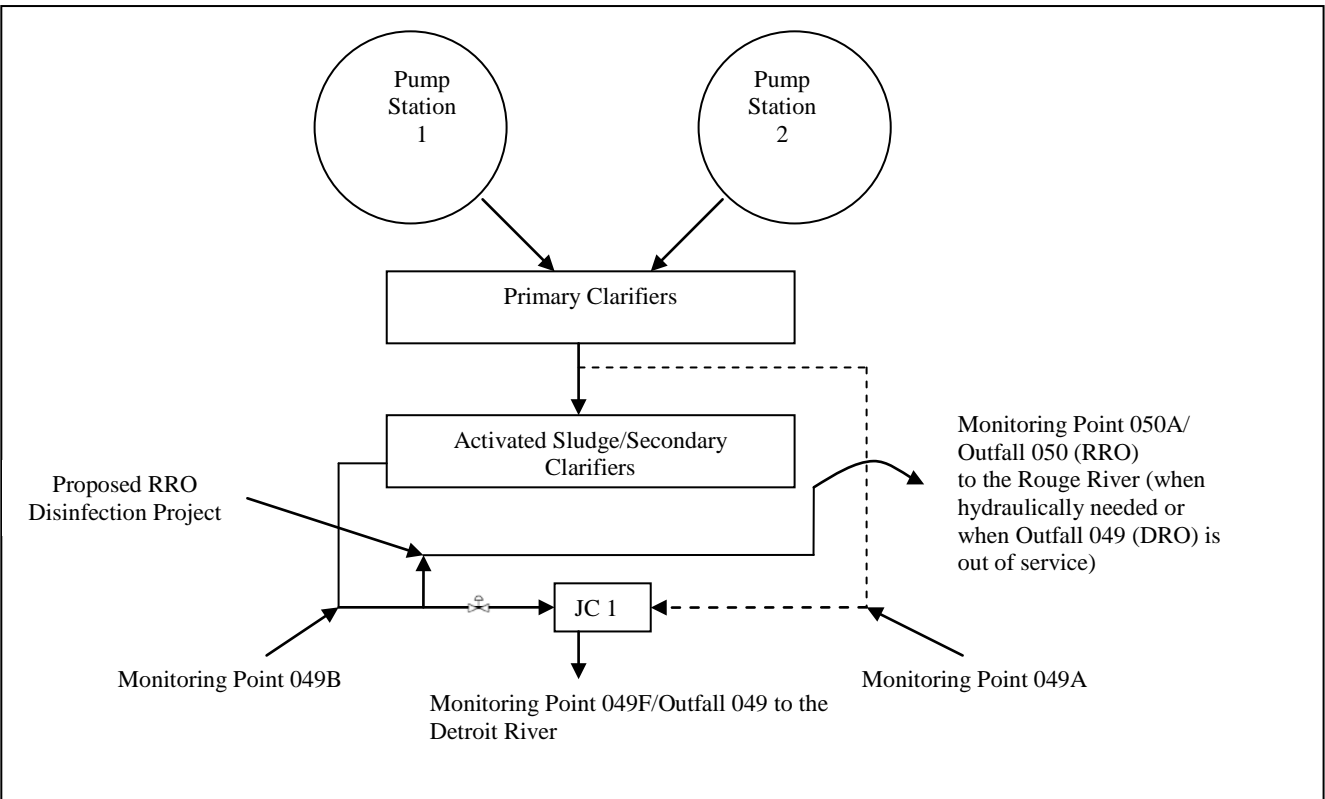 Pump
Station
1
Pump
Station
2
Primary Clarifiers
Activated Sludge/Secondary
Clarifiers
Monitoring Point 050A/
Outfall 050 (RRO)
to the Rouge River (when
hydraulically needed or
when Outfall 049 (DRO) is
out of service)
Proposed RRO
Disinfection Project
JC 1
Monitoring Point 049B
Monitoring Point 049A
Monitoring Point 049F/Outfall 049 to the
Detroit River